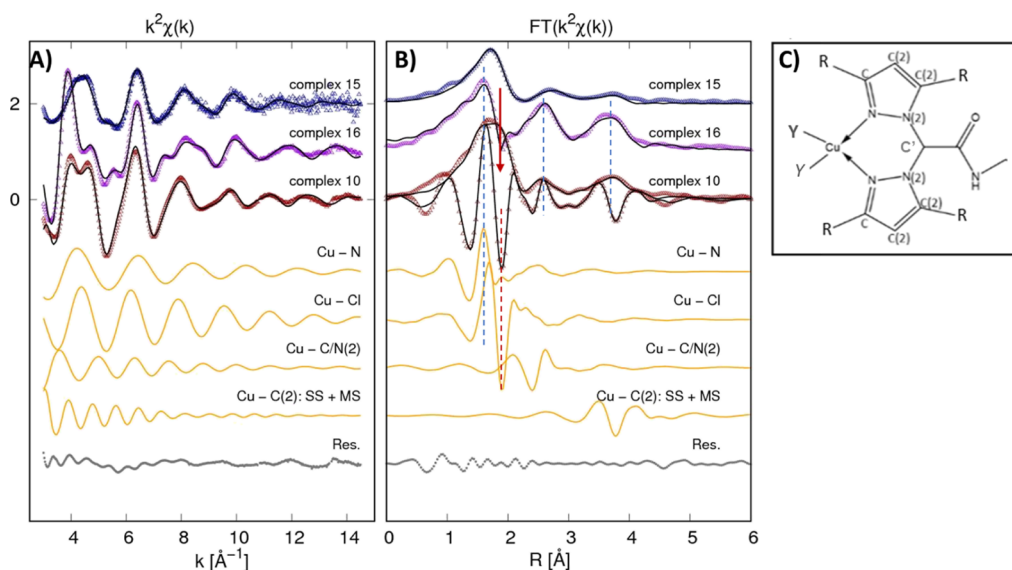 k²χ(k)
FT(k²χ(k))
A)
B)
C)
complex 15
complex 16
complex 10
2
0
4
6
8
10
12
14
k [Å⁻¹]
complex 15
complex 16
complex 10
Cu – N
Cu – Cl
Cu – C/N(2)
Cu – C(2): SS + MS
Res.
Cu – N
Cu – Cl
Cu – C/N(2)
Cu – C(2): SS + MS
Res.
0
1
2
3
4
5
6
R [Å]
C(2)
R
C
C(2)
R
N
N(2)
Y
Cu
Y
C'
O
NH
N
N(2)
R
C
C(2)
R
C(2)